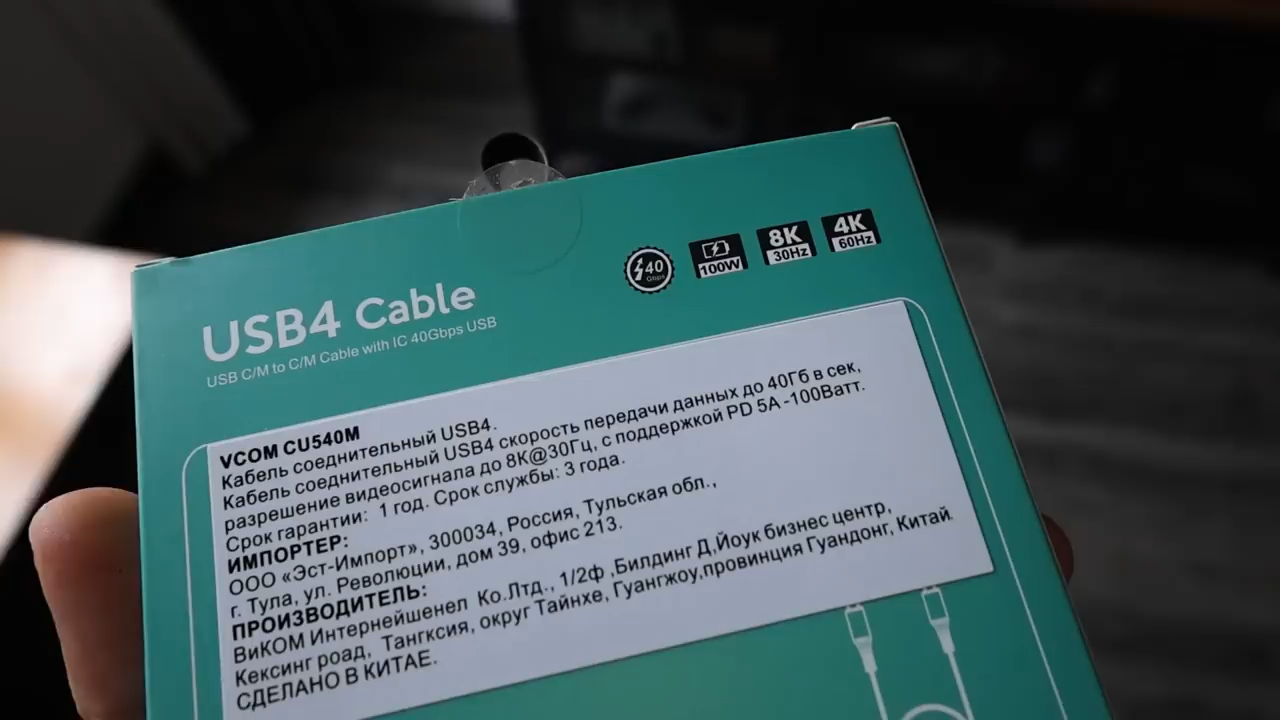 40
Gbps
100W
8K
30Hz
4K
60Hz
USB4 Cable
USB C/M to C/M Cable with IC 40Gbps USB
VCOM CU540M
Кабель соеднительный USB4.
Кабель соеднительный USB4 скорость передачи данных до 40Гб в сек,
разрешение видеосигнала до 8K@30Гц, с поддержкой PD 5A -100Ватт.
Срок гарантии: 1 год. Срок службы: 3 года.
ИМПОРТЕР:
ООО «Эст-Импорт», 300034, Россия, Тульская обл.,
г. Тула, ул. Революции, дом 39, офис 213.
ПРОИЗВОДИТЕЛЬ:
ВиКОМ Интернейшенел Ко.Лтд., 1/2ф ,Билдинг Д,Йоук бизнес центр,
Кексинг роад, Тангксия, округ Тайнхе, Гуангжоу,провинция Гуандонг, Китай.
СДЕЛАНО В КИТАЕ.